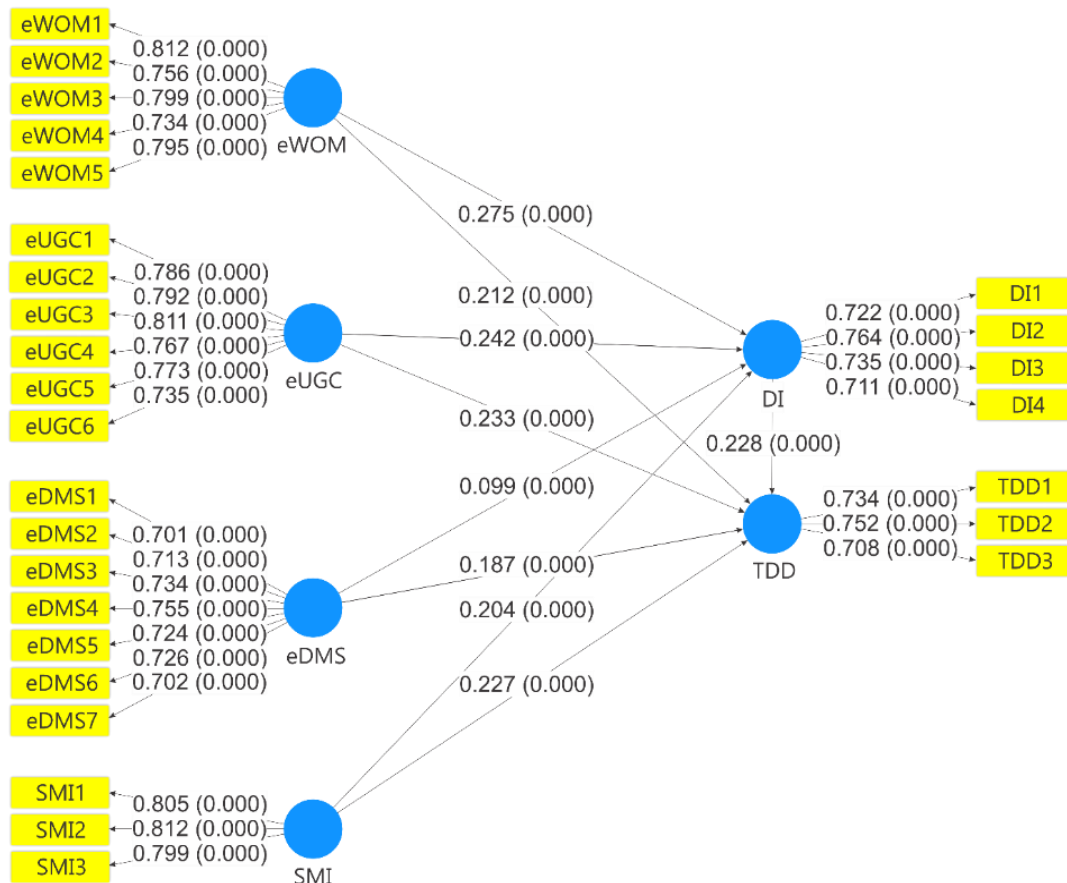 eWOM1
eWOM2
eWOM3
eWOM4
eWOM5
0.812 (0.000)
0.756 (0.000)
0.799 (0.000)
0.734 (0.000)
0.795 (0.000)
eWOM
eUGC1
eUGC2
eUGC3
eUGC4
eUGC5
eUGC6
0.786 (0.000)
0.792 (0.000)
0.811 (0.000)
0.767 (0.000)
0.773 (0.000)
0.735 (0.000)
eUGC
eDMS1
eDMS2
eDMS3
eDMS4
eDMS5
eDMS6
eDMS7
0.701 (0.000)
0.713 (0.000)
0.734 (0.000)
0.755 (0.000)
0.724 (0.000)
0.726 (0.000)
0.702 (0.000)
eDMS
SMI1
SMI2
SMI3
0.805 (0.000)
0.812 (0.000)
0.799 (0.000)
SMI
0.275 (0.000)
0.212 (0.000)
0.242 (0.000)
0.233 (0.000)
0.099 (0.000)
0.187 (0.000)
0.204 (0.000)
0.227 (0.000)
DI
0.228 (0.000)
TDD
0.722 (0.000)
0.764 (0.000)
0.735 (0.000)
0.711 (0.000)
DI1
DI2
DI3
DI4
0.734 (0.000)
0.752 (0.000)
0.708 (0.000)
TDD1
TDD2
TDD3